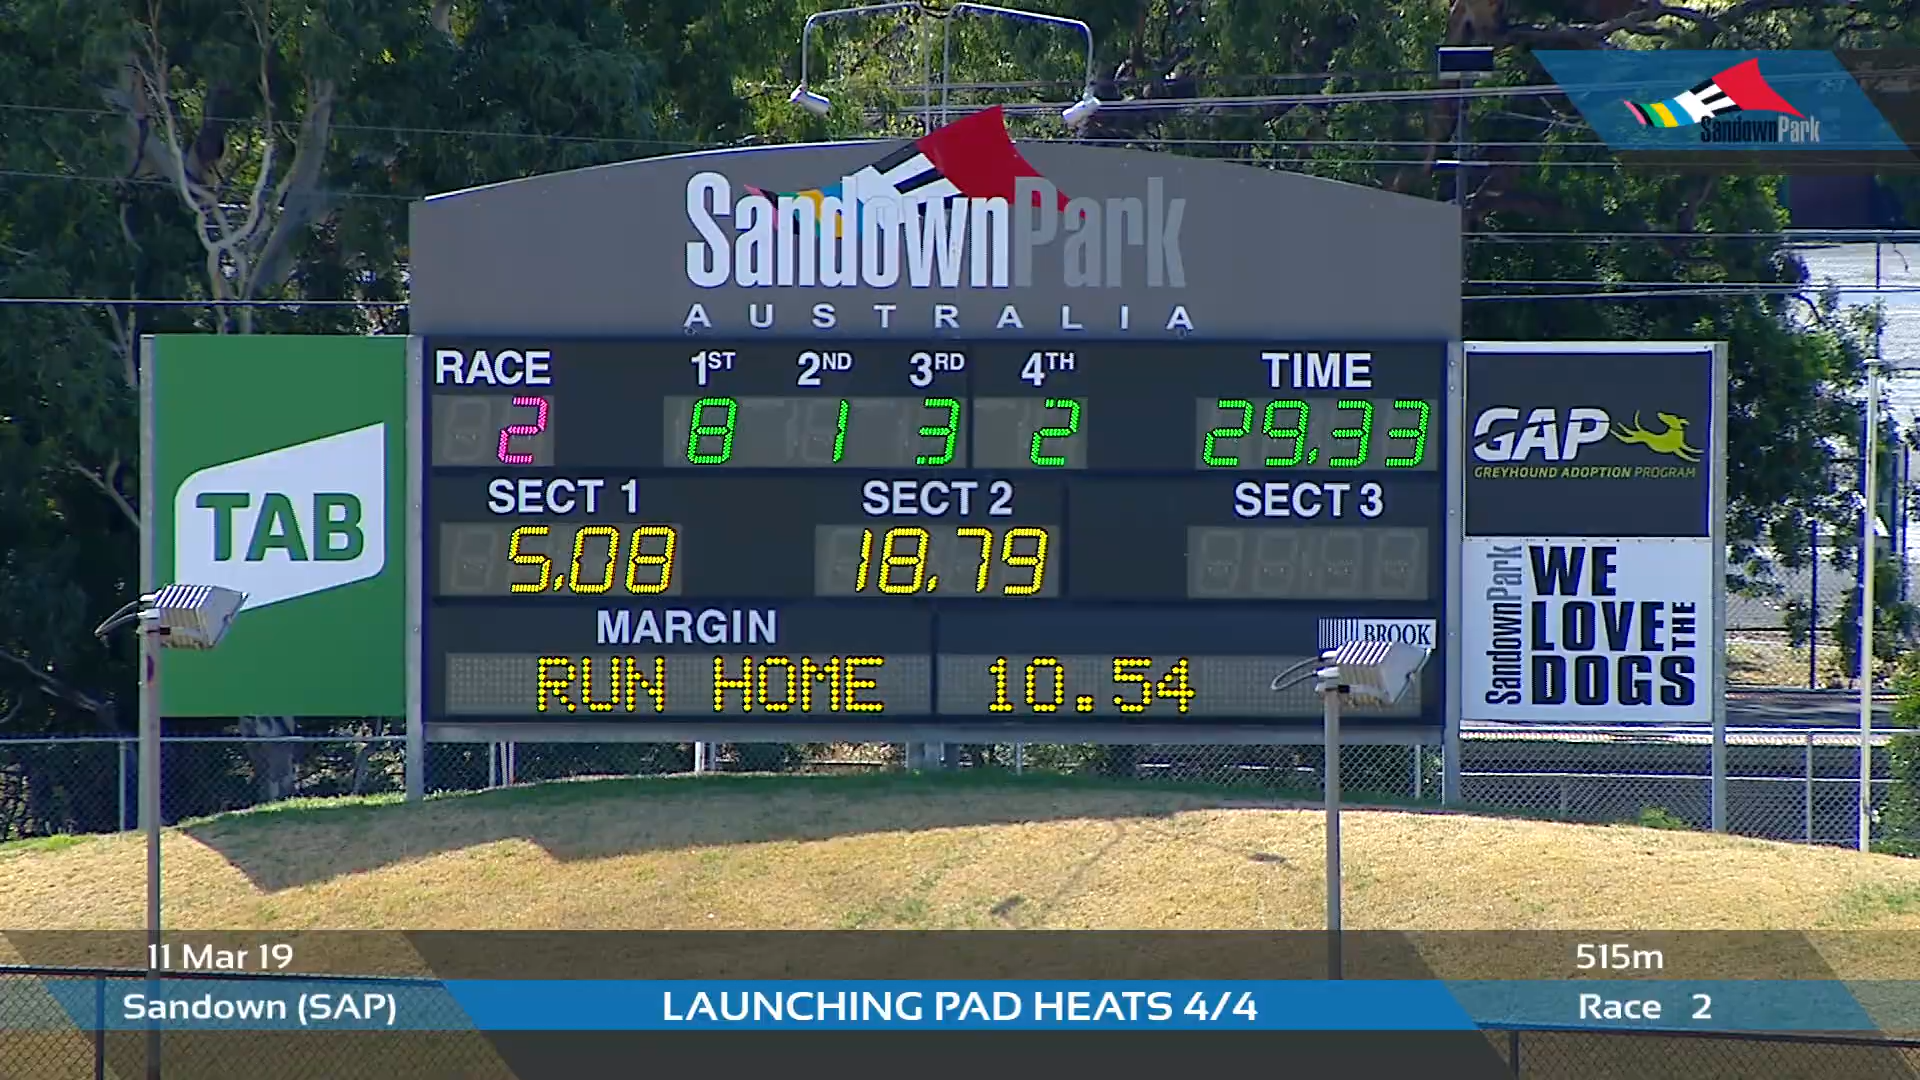 SandownPark
SandownPark
AUSTRALIA
RACE 1ST 2ND 3RD 4TH TIME
2 8 1 3 2 29.33
SECT 1 SECT 2 SECT 3
5.08 18.79
MARGIN
BROOK
RUN HOME 10.54
TAB
GAP
GREYHOUND ADOPTION PROGRAM
SandownPark
WE
LOVE THE
DOGS
11 Mar 19
515m
Sandown (SAP)
LAUNCHING PAD HEATS 4/4
Race 2